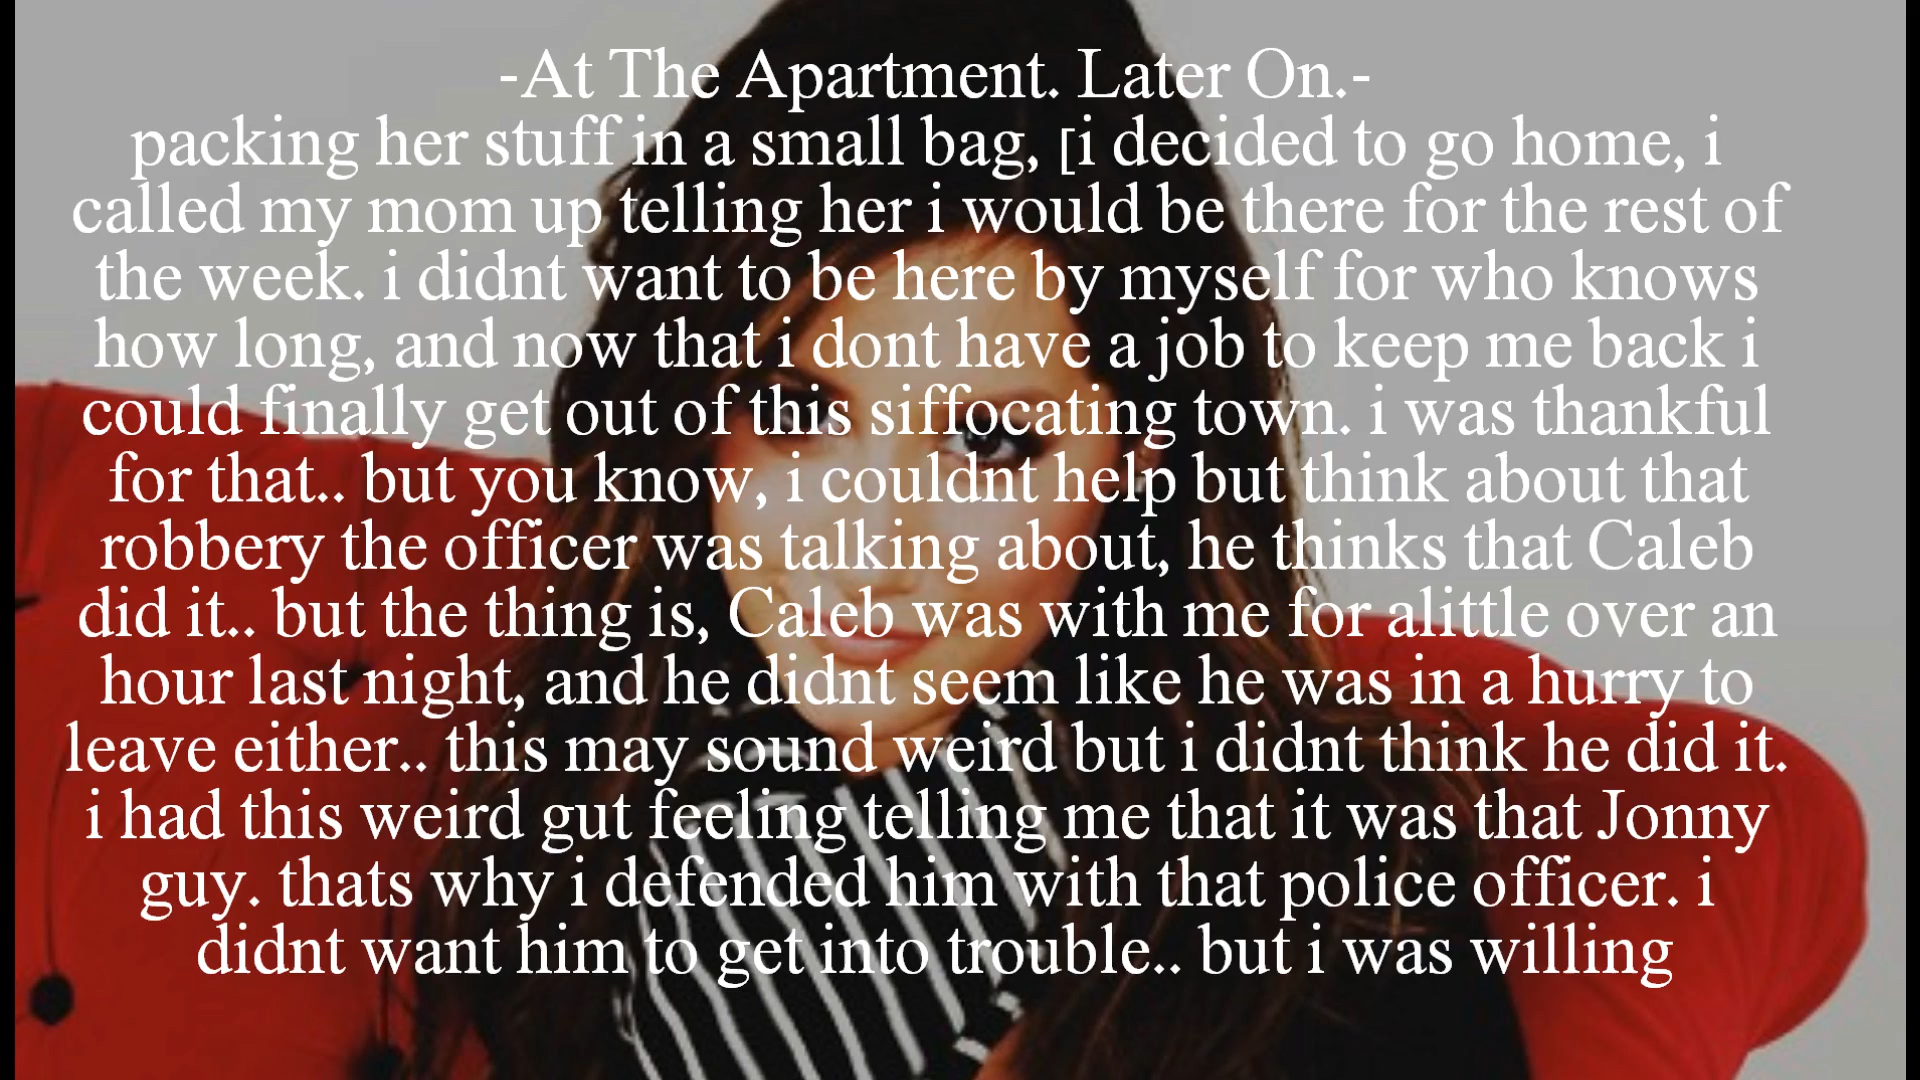 -At The Apartment. Later On.-
packing her stuff in a small bag, [i decided to go home, i
called my mom up telling her i would be there for the rest of
the week. i didnt want to be here by myself for who knows
how long, and now that i dont have a job to keep me back i
could finally get out of this siffocating town. i was thankful
for that.. but you know, i couldnt help but think about that
robbery the officer was talking about, he thinks that Caleb
did it.. but the thing is, Caleb was with me for alittle over an
hour last night, and he didnt seem like he was in a hurry to
leave either.. this may sound weird but i didnt think he did it.
i had this weird gut feeling telling me that it was that Jonny
guy. thats why i defended him with that police officer. i
didnt want him to get into trouble.. but i was willing